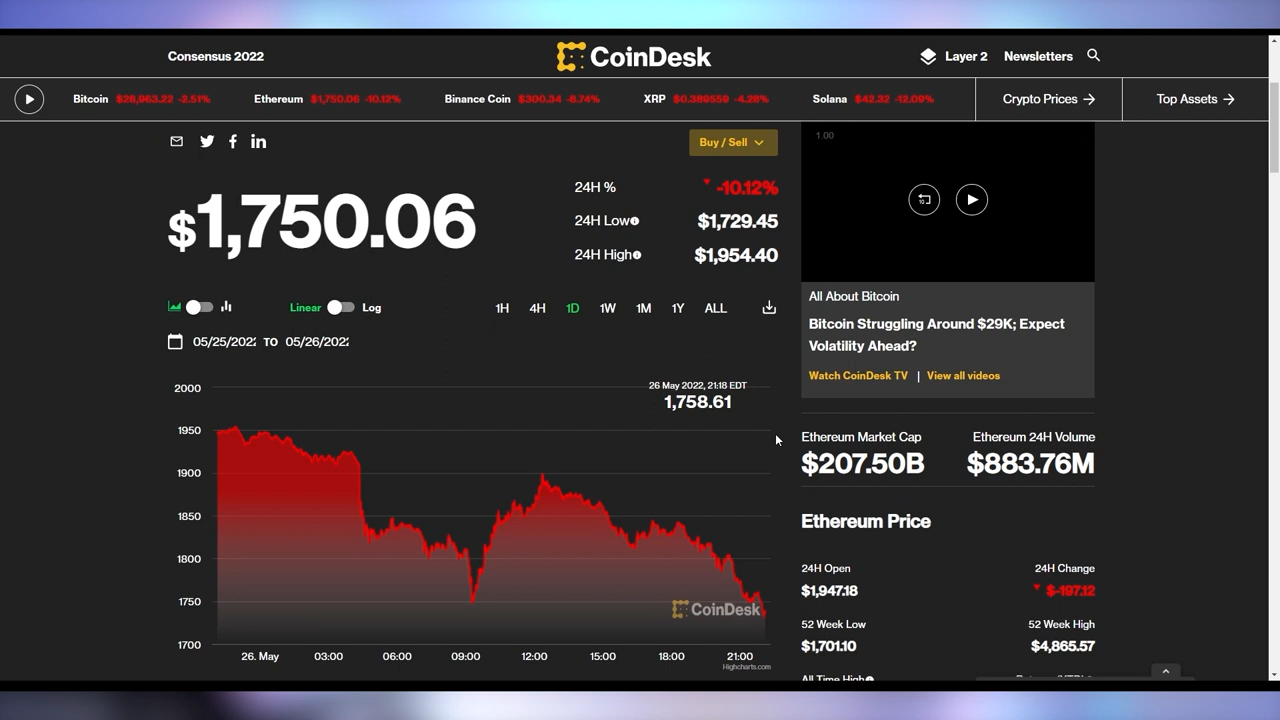 Consensus 2022
CoinDesk
Layer 2
Newsletters
Bitcoin $28,963.22 -2.51%
Ethereum $1,750.06 -10.12%
Binance Coin $300.34 -8.74%
XRP $0.389559 -4.28%
Solana $42.32 -12.09%
Crypto Prices
Top Assets
Buy / Sell
$1,750.06
24H % -10.12%
24H Low $1,729.45
24H High $1,954.40
Linear Log
1H 4H 1D 1W 1M 1Y ALL
05/25/2022 TO 05/26/2022
2000
1950
1900
1850
1800
1750
1700
26 May 2022, 21:18 EDT
1,758.61
CoinDesk
26. May 03:00 06:00 09:00 12:00 15:00 18:00 21:00
Highcharts.com
1.00
10
All About Bitcoin
Bitcoin Struggling Around $29K; Expect
Volatility Ahead?
Watch CoinDesk TV | View all videos
Ethereum Market Cap Ethereum 24H Volume
$207.50B $883.76M
Ethereum Price
24H Open 24H Change
$1,947.18 $-197.12
52 Week Low 52 Week High
$1,701.10 $4,865.57
All Time High